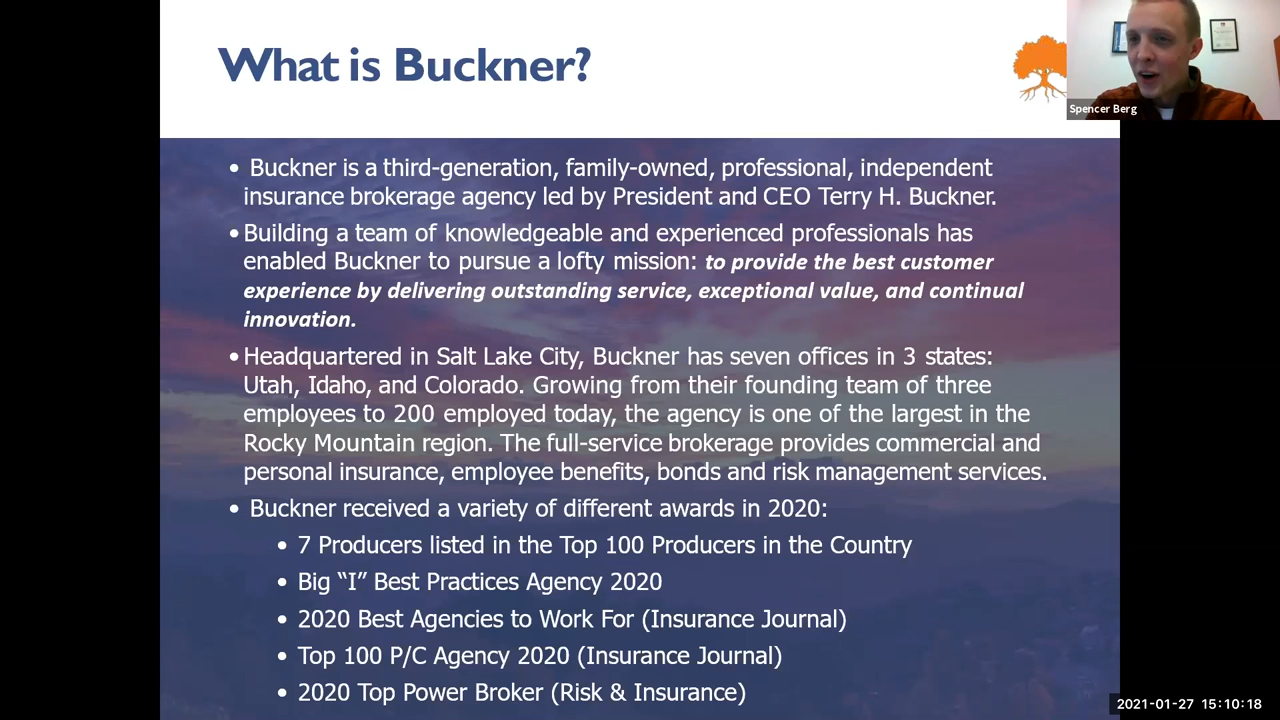 What is Buckner?
Spencer Berg
• Buckner is a third-generation, family-owned, professional, independent
insurance brokerage agency led by President and CEO Terry H. Buckner.
• Building a team of knowledgeable and experienced professionals has
enabled Buckner to pursue a lofty mission: to provide the best customer
experience by delivering outstanding service, exceptional value, and continual
innovation.
• Headquartered in Salt Lake City, Buckner has seven offices in 3 states:
Utah, Idaho, and Colorado. Growing from their founding team of three
employees to 200 employed today, the agency is one of the largest in the
Rocky Mountain region. The full-service brokerage provides commercial and
personal insurance, employee benefits, bonds and risk management services.
• Buckner received a variety of different awards in 2020:
• 7 Producers listed in the Top 100 Producers in the Country
• Big “I” Best Practices Agency 2020
• 2020 Best Agencies to Work For (Insurance Journal)
• Top 100 P/C Agency 2020 (Insurance Journal)
• 2020 Top Power Broker (Risk & Insurance)
2021-01-27 15:10:18